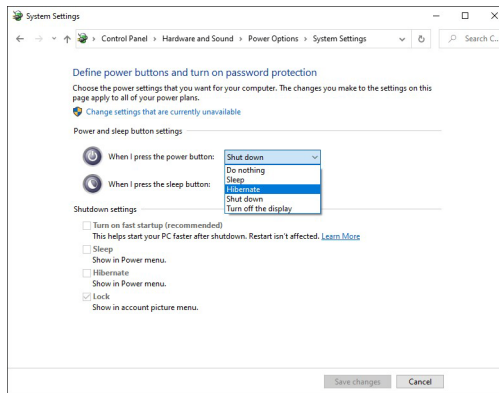 System Settings
Control Panel > Hardware and Sound > Power Options > System Settings
Search C...
Define power buttons and turn on password protection
Choose the power settings that you want for your computer. The changes you make to the settings on this
page apply to all of your power plans.
Change settings that are currently unavailable
Power and sleep button settings
When I press the power button: Shut down
Do nothing
Sleep
When I press the sleep button: Hibernate
Shut down
Turn off the display
Shutdown settings
Turn on fast startup (recommended)
This helps start your PC faster after shutdown. Restart isn't affected. Learn More
Sleep
Show in Power menu.
Hibernate
Show in Power menu.
Lock
Show in account picture menu.
Save changes Cancel